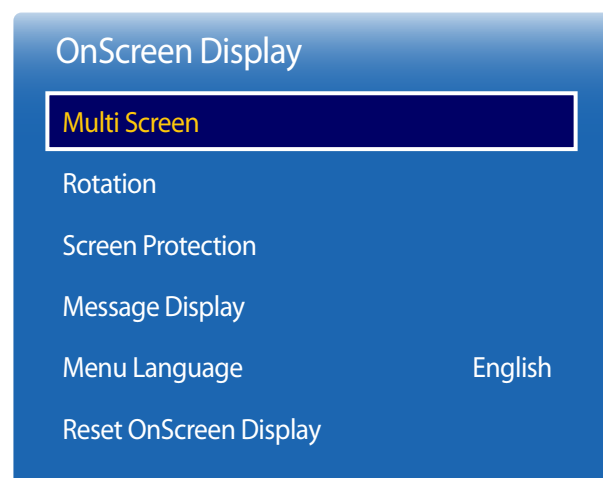 OnScreen Display
Multi Screen
Rotation
Screen Protection
Message Display
Menu Language English
Reset OnScreen Display